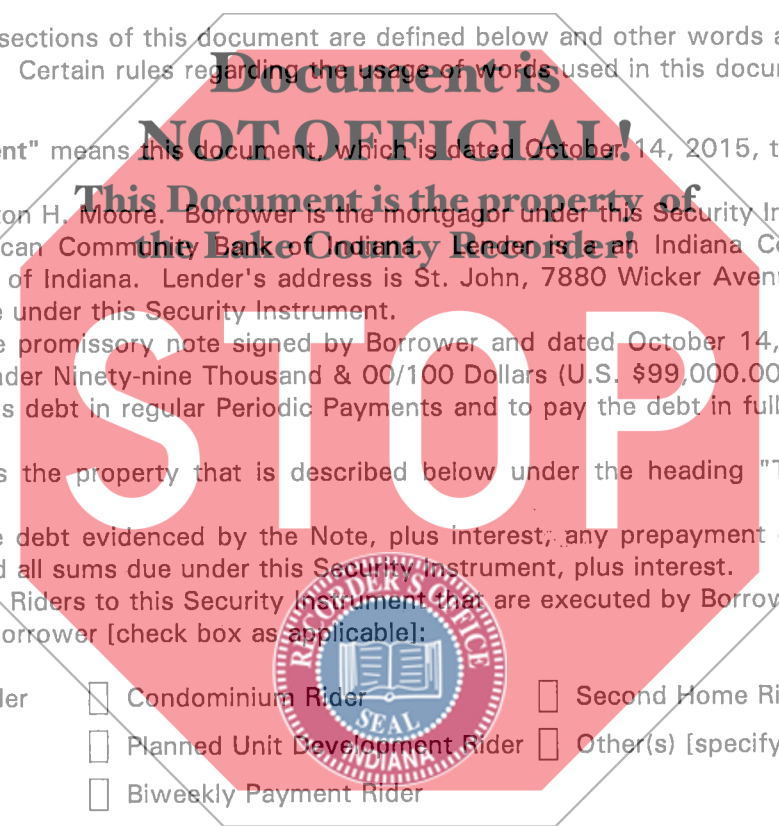 sections of this document are defined below and other words a
Certain rules regarding the usage of words used in this docum
Document is
NOT OFFICIAL!
This Document is the property of
the Lake County Recorder!
ent" means this document, which is dated October 14, 2015, t
on H. Moore. Borrower is the mortgagor under this Security In
can Community Bank of Indiana. Lender is a an Indiana Co
of Indiana. Lender's address is St. John, 7880 Wicker Aven
under this Security Instrument.
e promissory note signed by Borrower and dated October 14,
der Ninety-nine Thousand & 00/100 Dollars (U.S. $99,000.00
s debt in regular Periodic Payments and to pay the debt in full
s the property that is described below under the heading "T
STOP
e debt evidenced by the Note, plus interest, any prepayment
d all sums due under this Security Instrument, plus interest.
Riders to this Security Instrument that are executed by Borrow
orrower [check box as applicable]:
RECORDER'S OFFICE
SEAL
INDIANA
der
Condominium Rider
Second Home Ri
Planned Unit Development Rider
Other(s) [specify
Biweekly Payment Rider